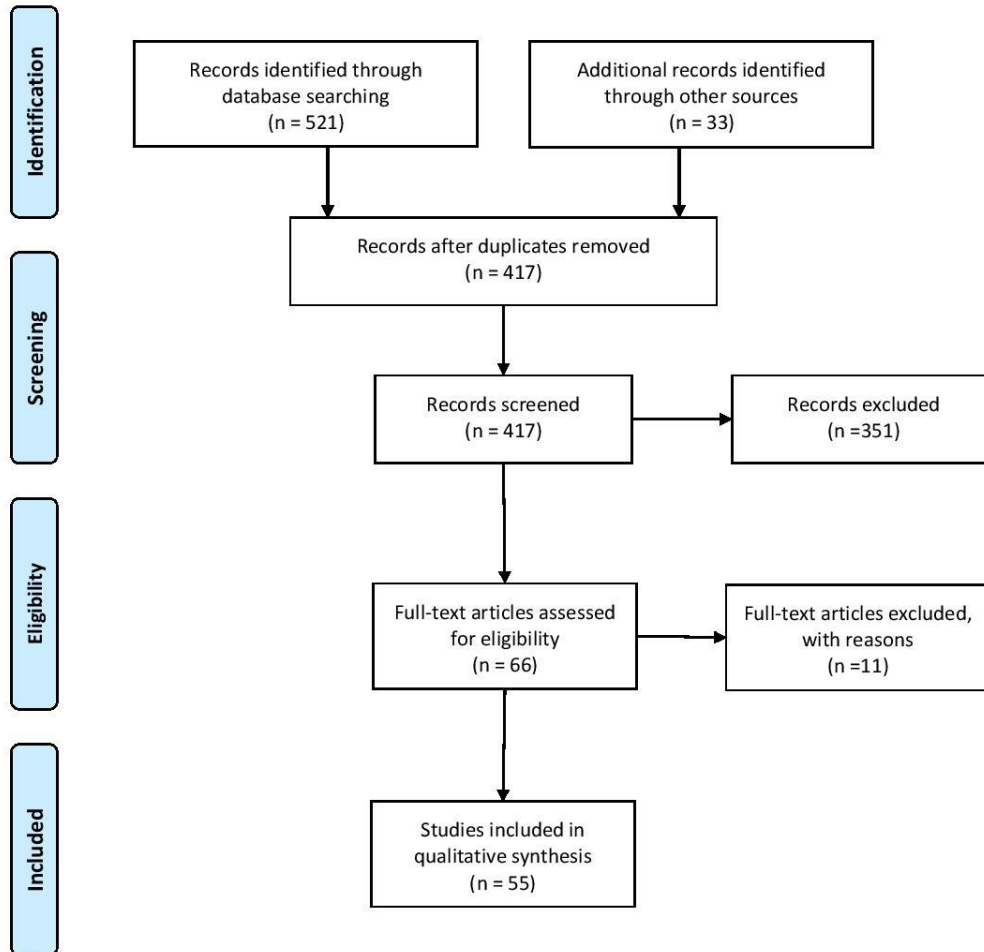 Identification
Records identified through
database searching
(n = 521)
Additional records identified
through other sources
(n = 33)
Records after duplicates removed
(n = 417)
Screening
Records screened
(n = 417)
Records excluded
(n =351)
Eligibility
Full-text articles assessed
for eligibility
(n = 66)
Full-text articles excluded,
with reasons
(n =11)
Included
Studies included in
qualitative synthesis
(n = 55)